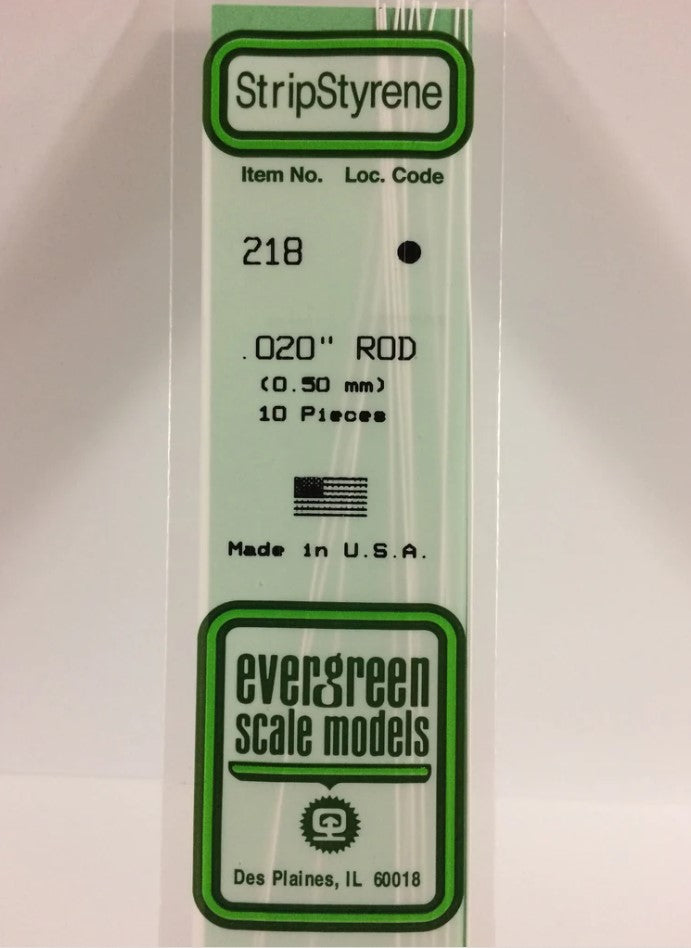 StripStyrene
Item No. Loc. Code
218
.020" ROD
(0.50 mm)
10 Pieces
Made in U.S.A.
evergreen
scale models
Des Plaines, IL 60018